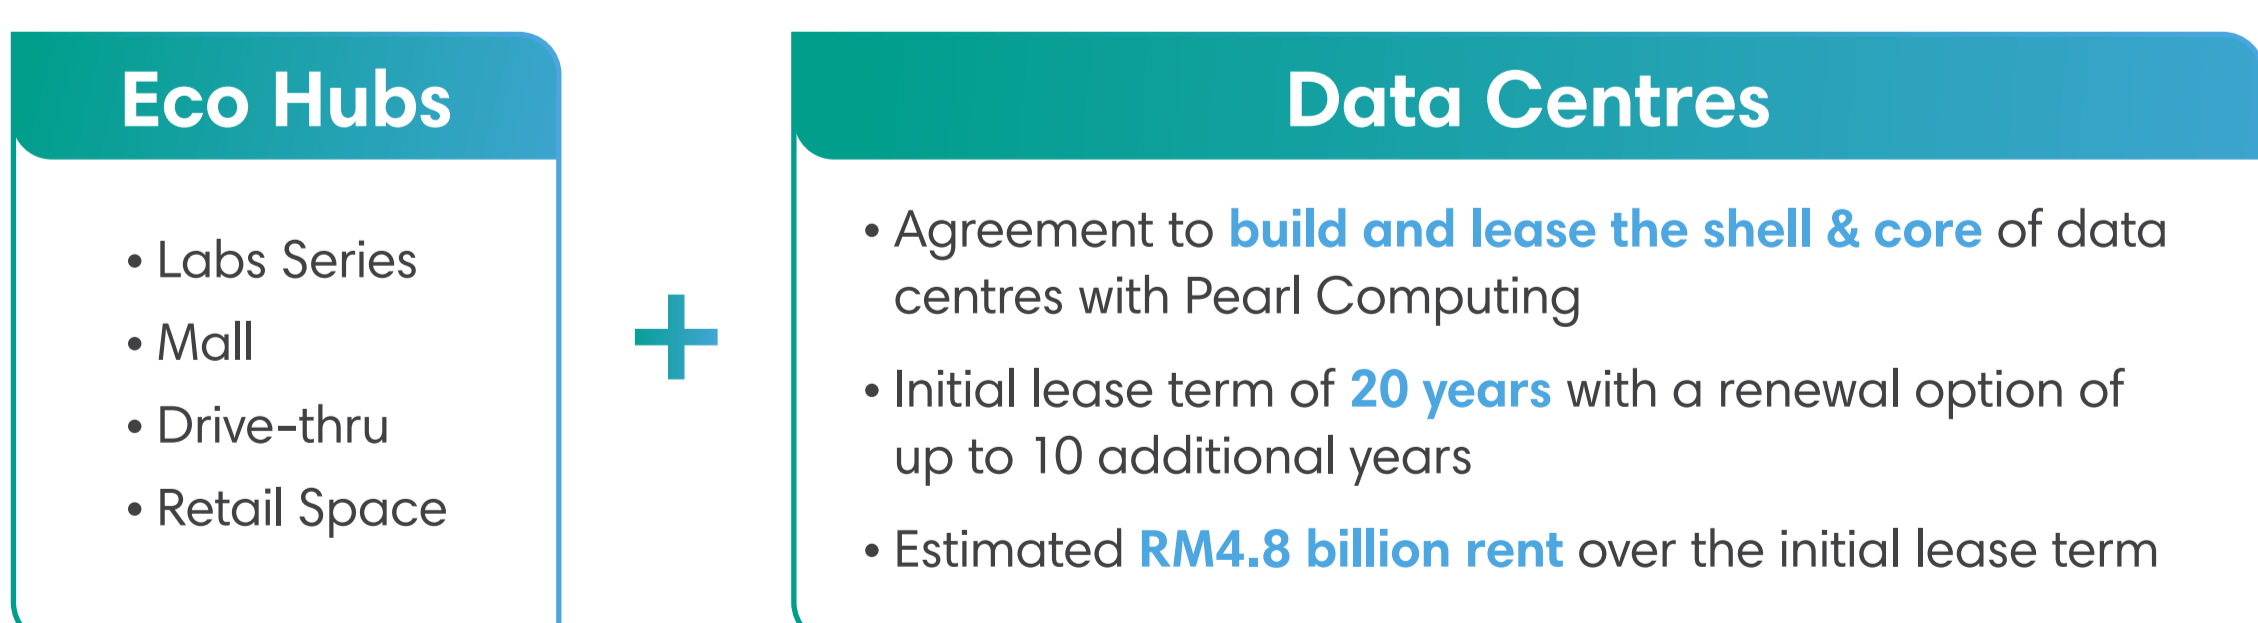 Eco Hubs
• Labs Series
• Mall
• Drive-thru
• Retail Space
+
Data Centres
• Agreement to build and lease the shell & core of data
centres with Pearl Computing
• Initial lease term of 20 years with a renewal option of
up to 10 additional years
• Estimated RM4.8 billion rent over the initial lease term